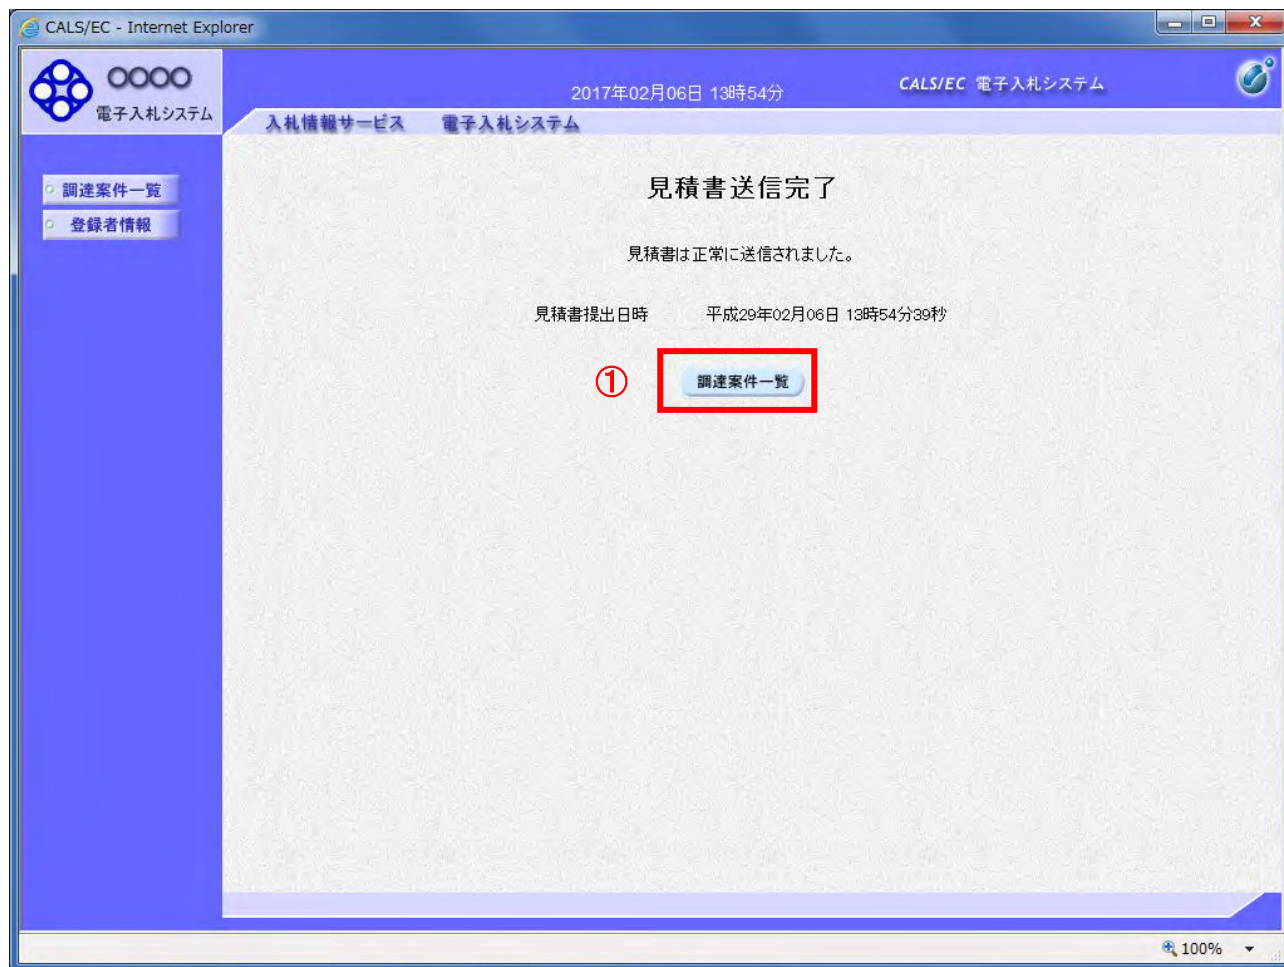 CALS/EC - Internet Explorer
〇〇〇〇
電子入札システム
2017年02月06日 13時54分
CALS/EC 電子入札システム
入札情報サービス 電子入札システム
調達案件一覧
登録者情報
見積書送信完了
見積書は正常に送信されました。
見積書提出日時 平成29年02月06日 13時54分39秒
① 調達案件一覧
100%